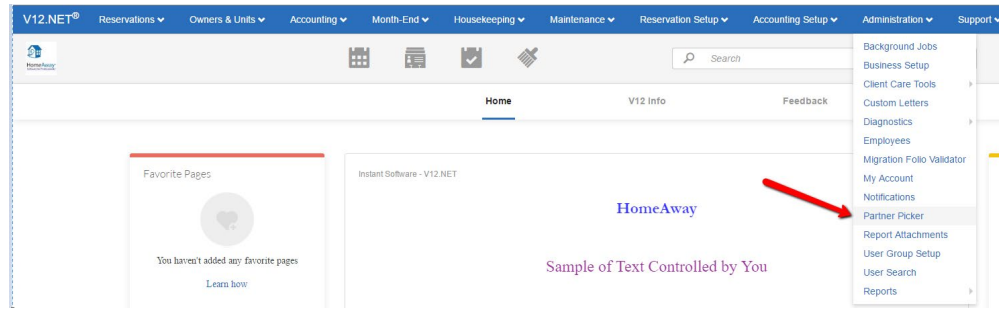 V12.NET® Reservations Owners & Units Accounting Month-End Housekeeping Maintenance Reservation Setup Accounting Setup Administration Support
HomeAway
Search
Home V12 Info Feedback
Background Jobs
Business Setup
Client Care Tools
Custom Letters
Diagnostics
Employees
Migration Folio Validator
My Account
Notifications
Partner Picker
Report Attachments
User Group Setup
User Search
Reports
Favorite Pages
You haven't added any favorite pages
Learn how
Instant Software - V12.NET
HomeAway
Sample of Text Controlled by You